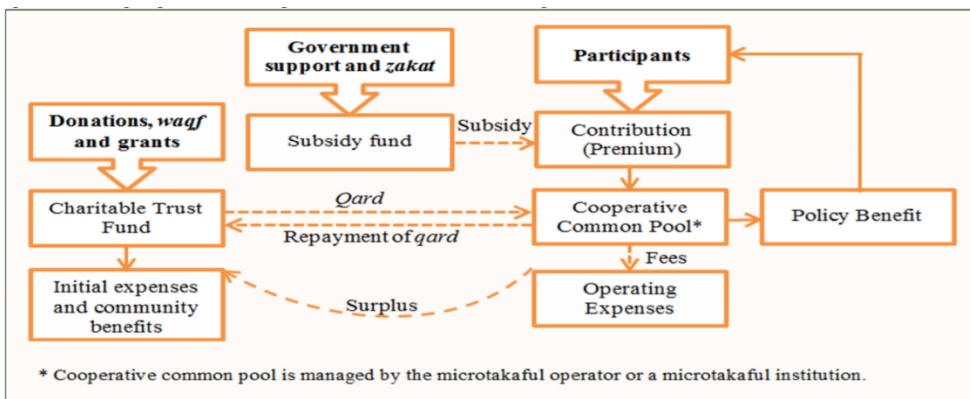 Government
support and zakat
Participants
Donations, waqf
and grants
Subsidy fund
Subsidy
Contribution
(Premium)
Charitable Trust
Fund
Qard
Repayment of qard
Cooperative
Common Pool*
Policy Benefit
Fees
Initial expenses
and community
benefits
Surplus
Operating
Expenses
* Cooperative common pool is managed by the microtakaful operator or a microtakaful institution.